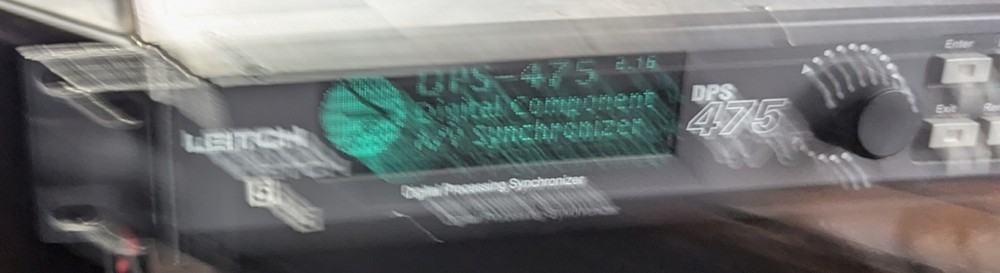 LEITCH
DPS-475
Digital Component
A/V Synchronizer
Digital Processing Synchronizer
DPS
475
Enter
Exit